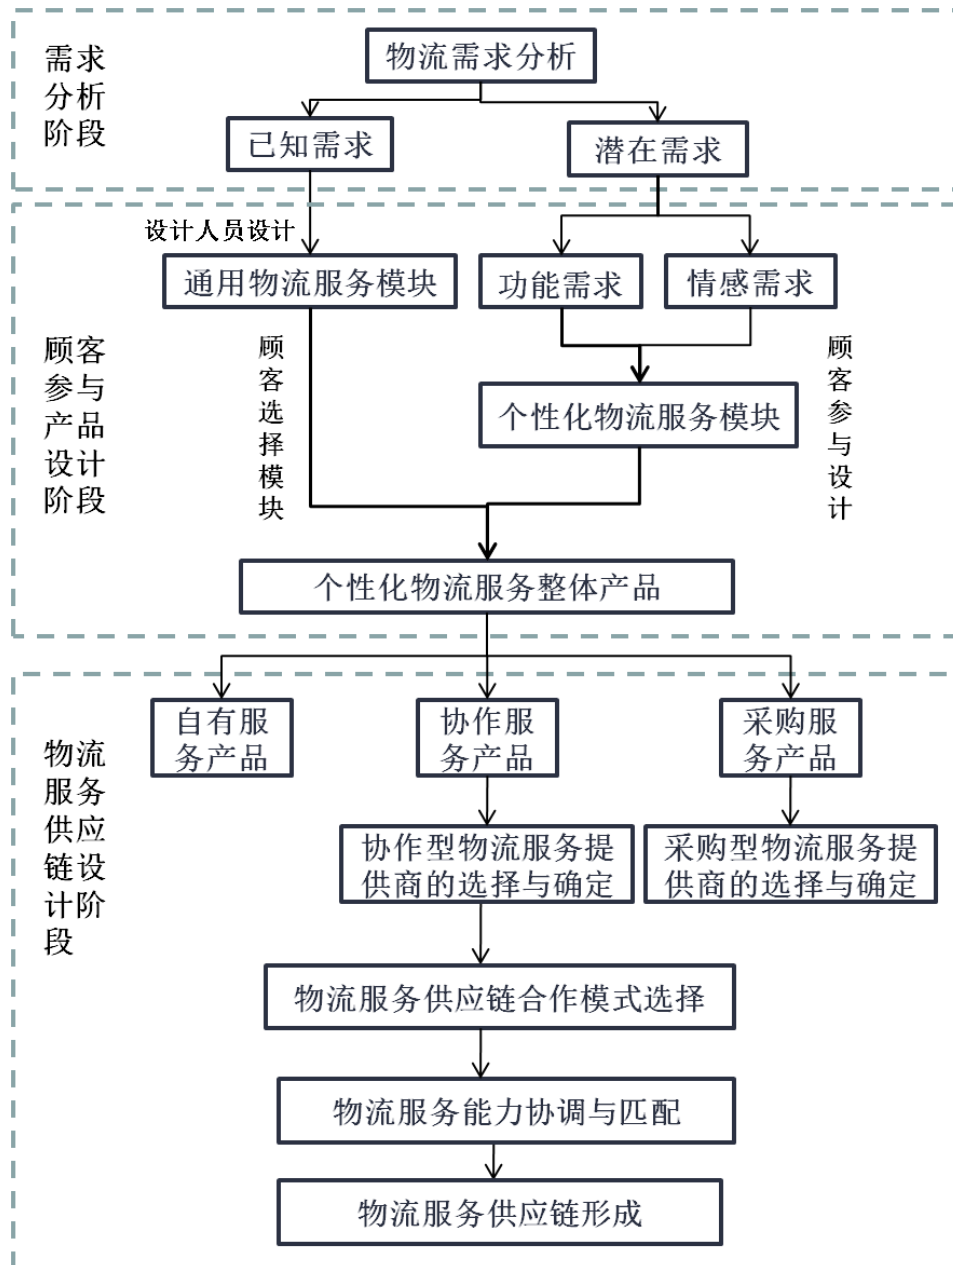 需求
分析
阶段
物流需求分析
已知需求
潜在需求
设计人员设计
通用物流服务模块
功能需求
情感需求
顾客
参与
产品
设计
阶段
顾
客
选
择
模
块
个性化物流服务模块
顾
客
参
与
设
计
个性化物流服务整体产品
物流
服务
供应
链设
计阶
段
自有服
务产品
协作服
务产品
采购服
务产品
协作型物流服务提
供商的选择与确定
采购型物流服务提
供商的选择与确定
物流服务供应链合作模式选择
物流服务能力协调与匹配
物流服务供应链形成